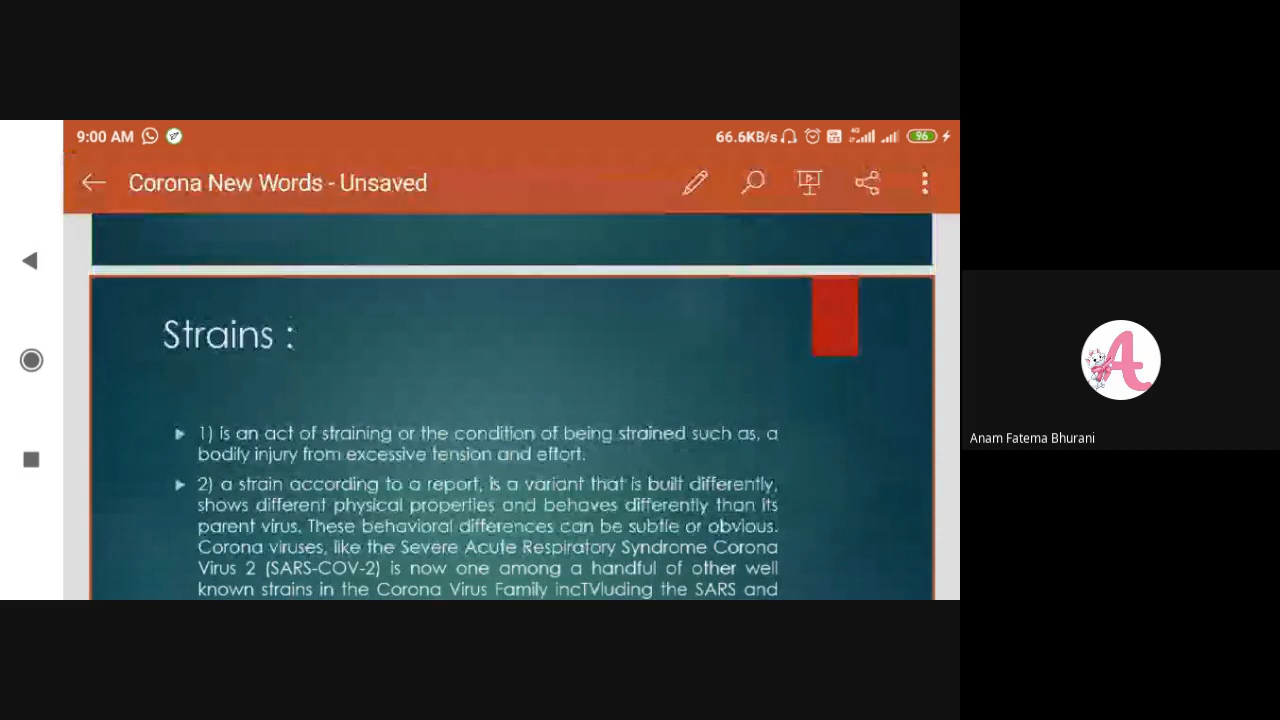 9:00 AM
66.6KB/s 4G 96
Corona New Words - Unsaved
Strains :
1) is an act of straining or the condition of being strained such as, a
bodily injury from excessive tension and effort.
2) a strain according to a report, is a variant that is built differently,
shows different physical properties and behaves differently than its
parent virus. These behavioral differences can be subtle or obvious.
Corona viruses, like the Severe Acute Respiratory Syndrome Corona
Virus 2 (SARS-COV-2) is now one among a handful of other well
known strains in the Corona Virus Family incTVluding the SARS and
A
Anam Fatema Bhurani